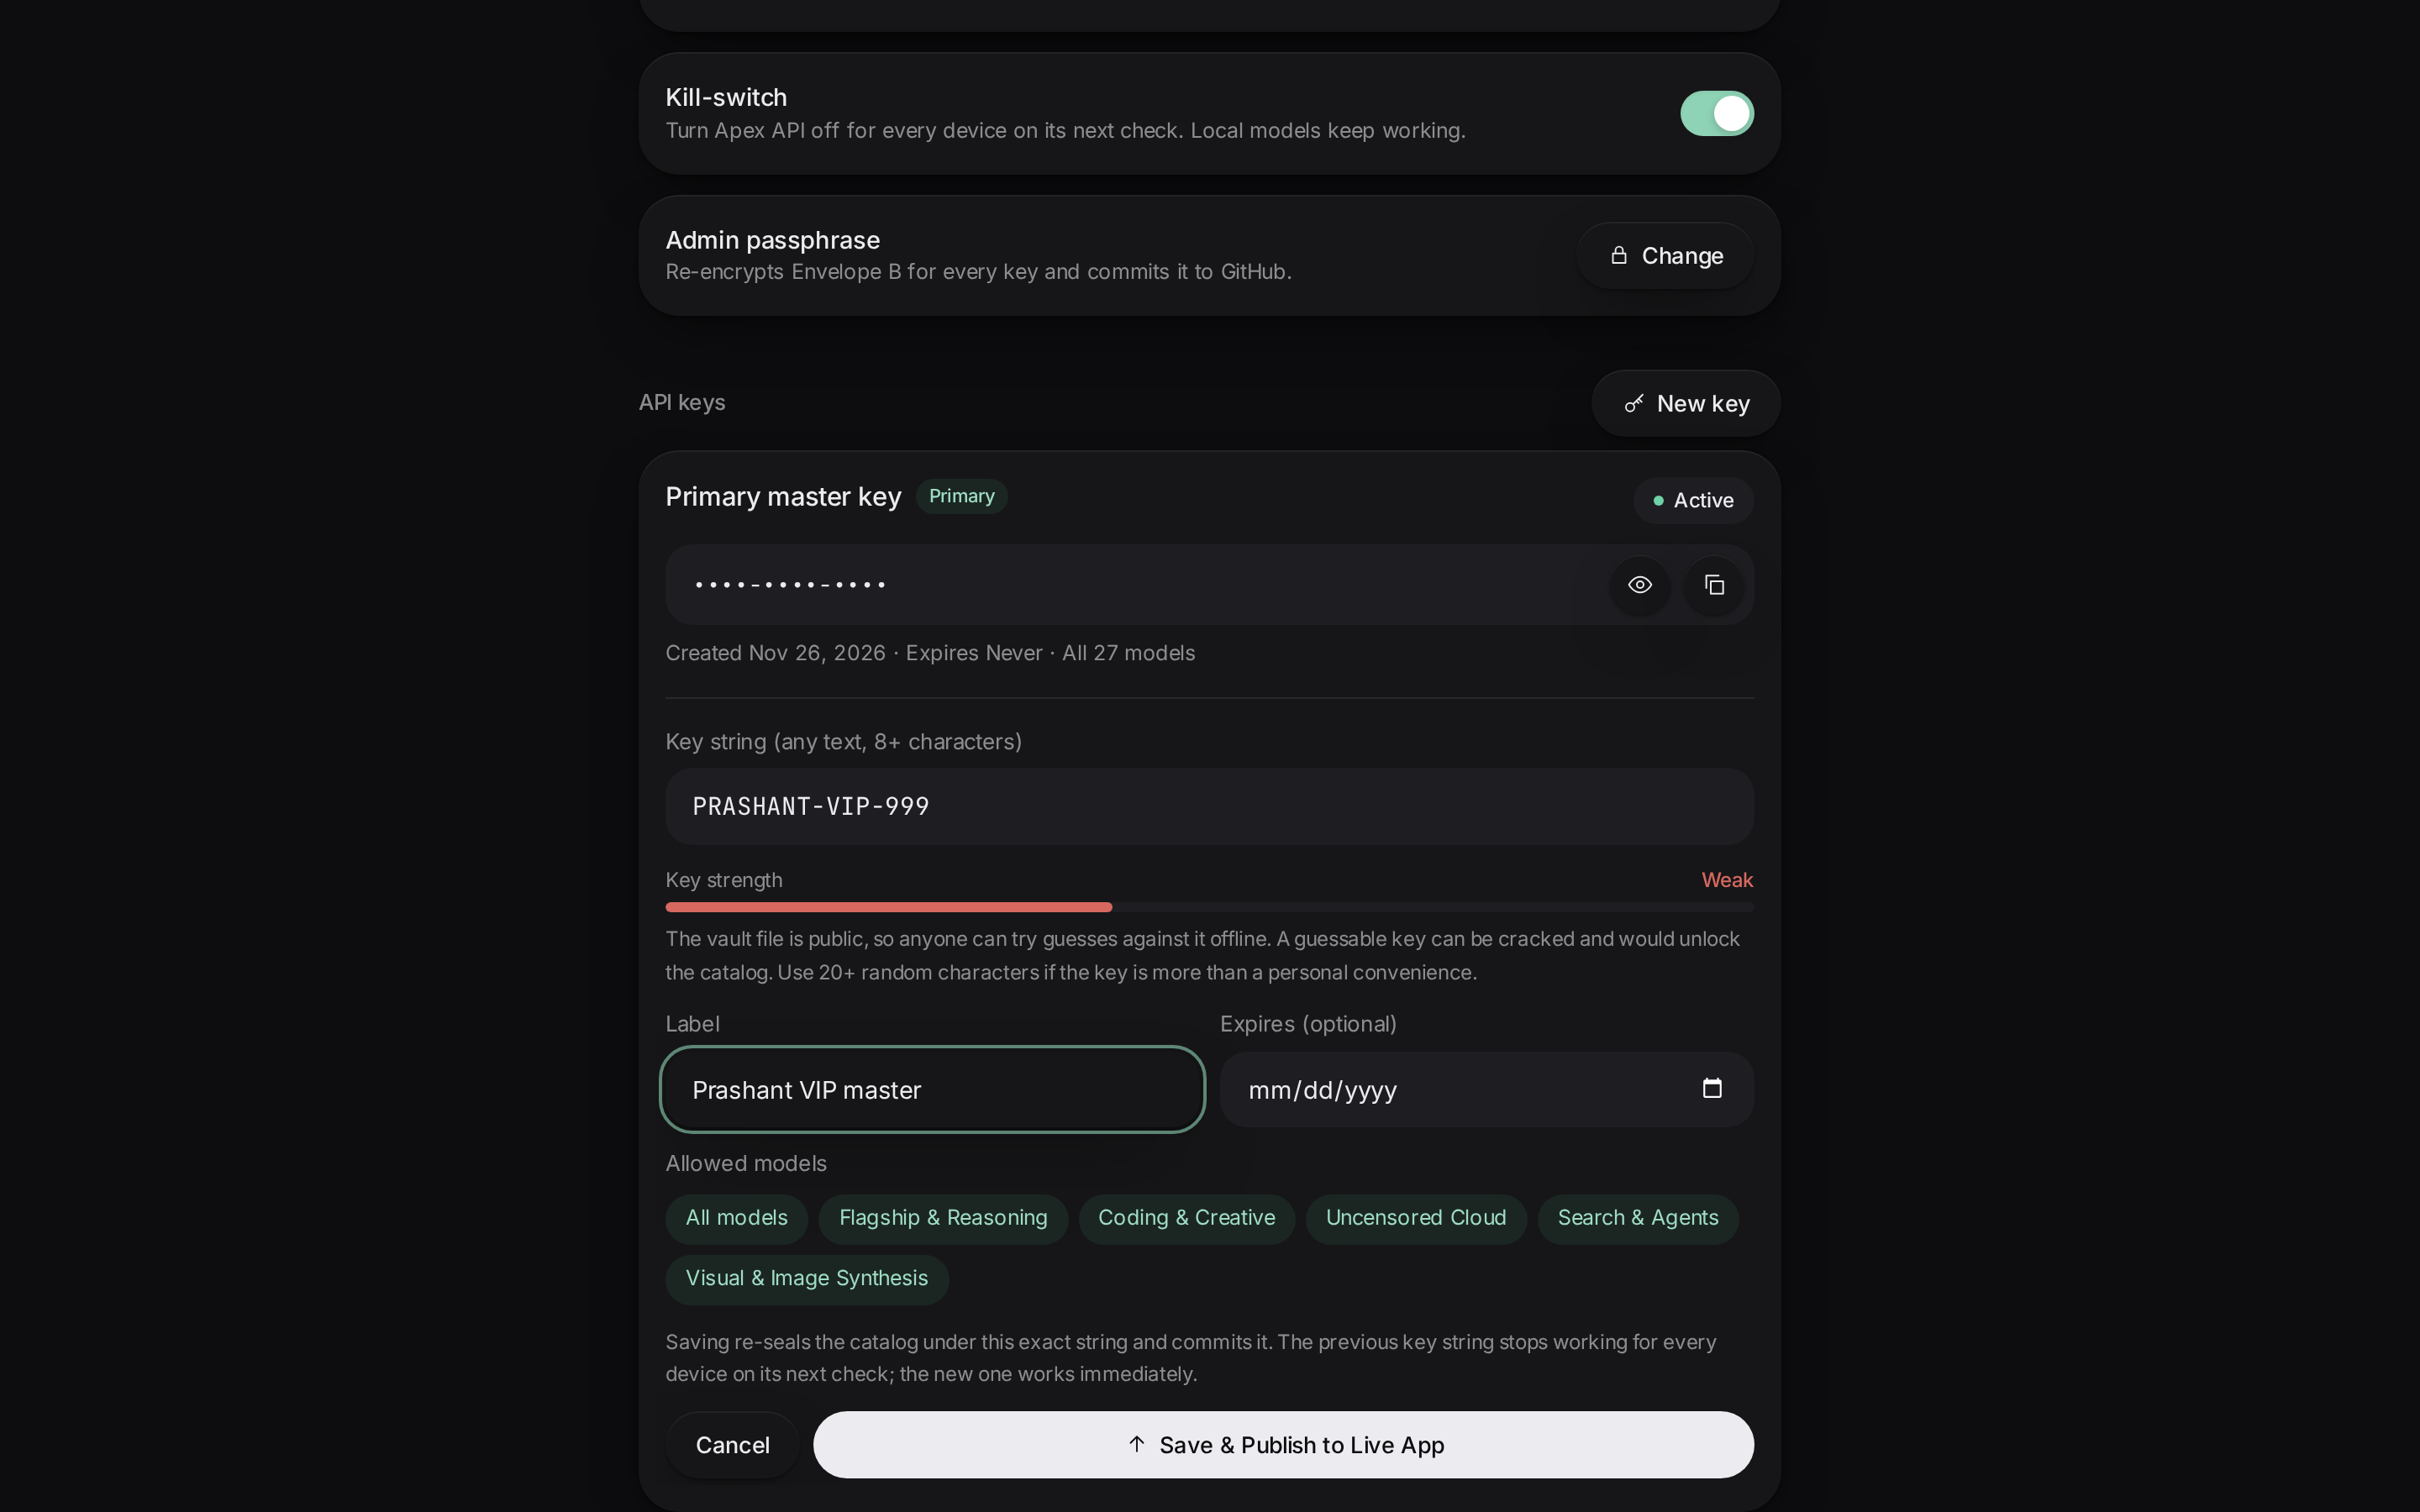 Kill-switch
Turn Apex API off for every device on its next check. Local models keep working.
Admin passphrase
Re-encrypts Envelope B for every key and commits it to GitHub.
Change
API keys
New key
Primary master key
Primary
Active
••••-••••-••••
Created Nov 26, 2026 · Expires Never · All 27 models
Key string (any text, 8+ characters)
PRASHANT-VIP-999
Key strength
Weak
The vault file is public, so anyone can try guesses against it offline. A guessable key can be cracked and would unlock
the catalog. Use 20+ random characters if the key is more than a personal convenience.
Label
Expires (optional)
Prashant VIP master
mm/dd/yyyy
Allowed models
All models
Flagship & Reasoning
Coding & Creative
Uncensored Cloud
Search & Agents
Visual & Image Synthesis
Saving re-seals the catalog under this exact string and commits it. The previous key string stops working for every
device on its next check; the new one works immediately.
Cancel
Save & Publish to Live App